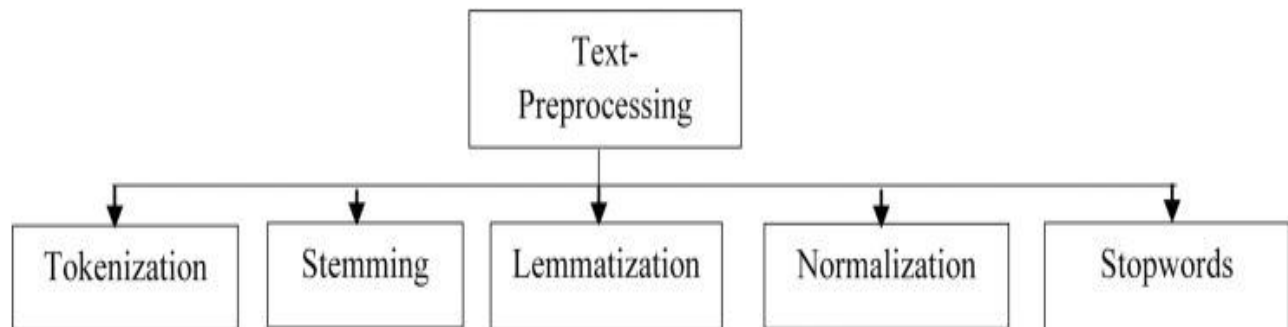 Text-
Preprocessing
Tokenization
Stemming
Lemmatization
Normalization
Stopwords